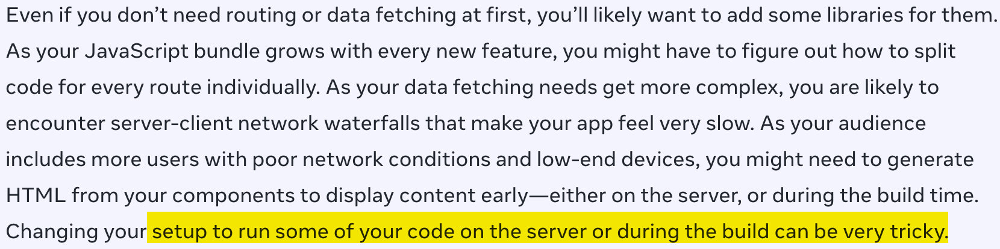 Even if you don’t need routing or data fetching at first, you’ll likely want to add some libraries for them.
As your JavaScript bundle grows with every new feature, you might have to figure out how to split
code for every route individually. As your data fetching needs get more complex, you are likely to
encounter server-client network waterfalls that make your app feel very slow. As your audience
includes more users with poor network conditions and low-end devices, you might need to generate
HTML from your components to display content early—either on the server, or during the build time.
Changing your setup to run some of your code on the server or during the build can be very tricky.